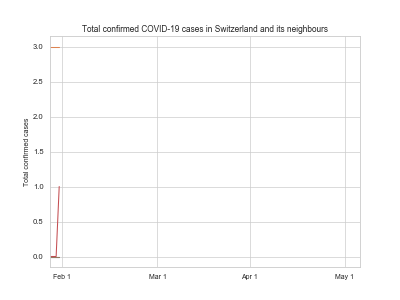 Total confirmed COVID-19 cases in Switzerland and its neighbours
3.0
2.5
2.0
1.5
1.0
0.5
0.0
Total confirmed cases
Feb 1
Mar 1
Apr 1
May 1